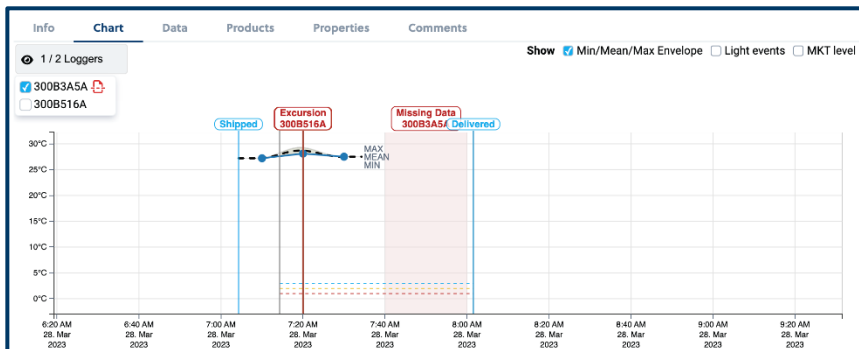 Info Chart Data Products Properties Comments
1 / 2 Loggers
Show Min/Mean/Max Envelope Light events MKT level
300B3A5A
300B516A
Shipped
Excursion
300B516A
Missing Data
300B3A5A
Delivered
30°C
25°C
20°C
15°C
10°C
5°C
0°C
MAX
MEAN
MIN
6:20 AM 6:40 AM 7:00 AM 7:20 AM 7:40 AM 8:00 AM 8:20 AM 8:40 AM 9:00 AM 9:20 AM
28. Mar 28. Mar 28. Mar 28. Mar 28. Mar 28. Mar 28. Mar 28. Mar 28. Mar 28. Mar
2023 2023 2023 2023 2023 2023 2023 2023 2023 2023